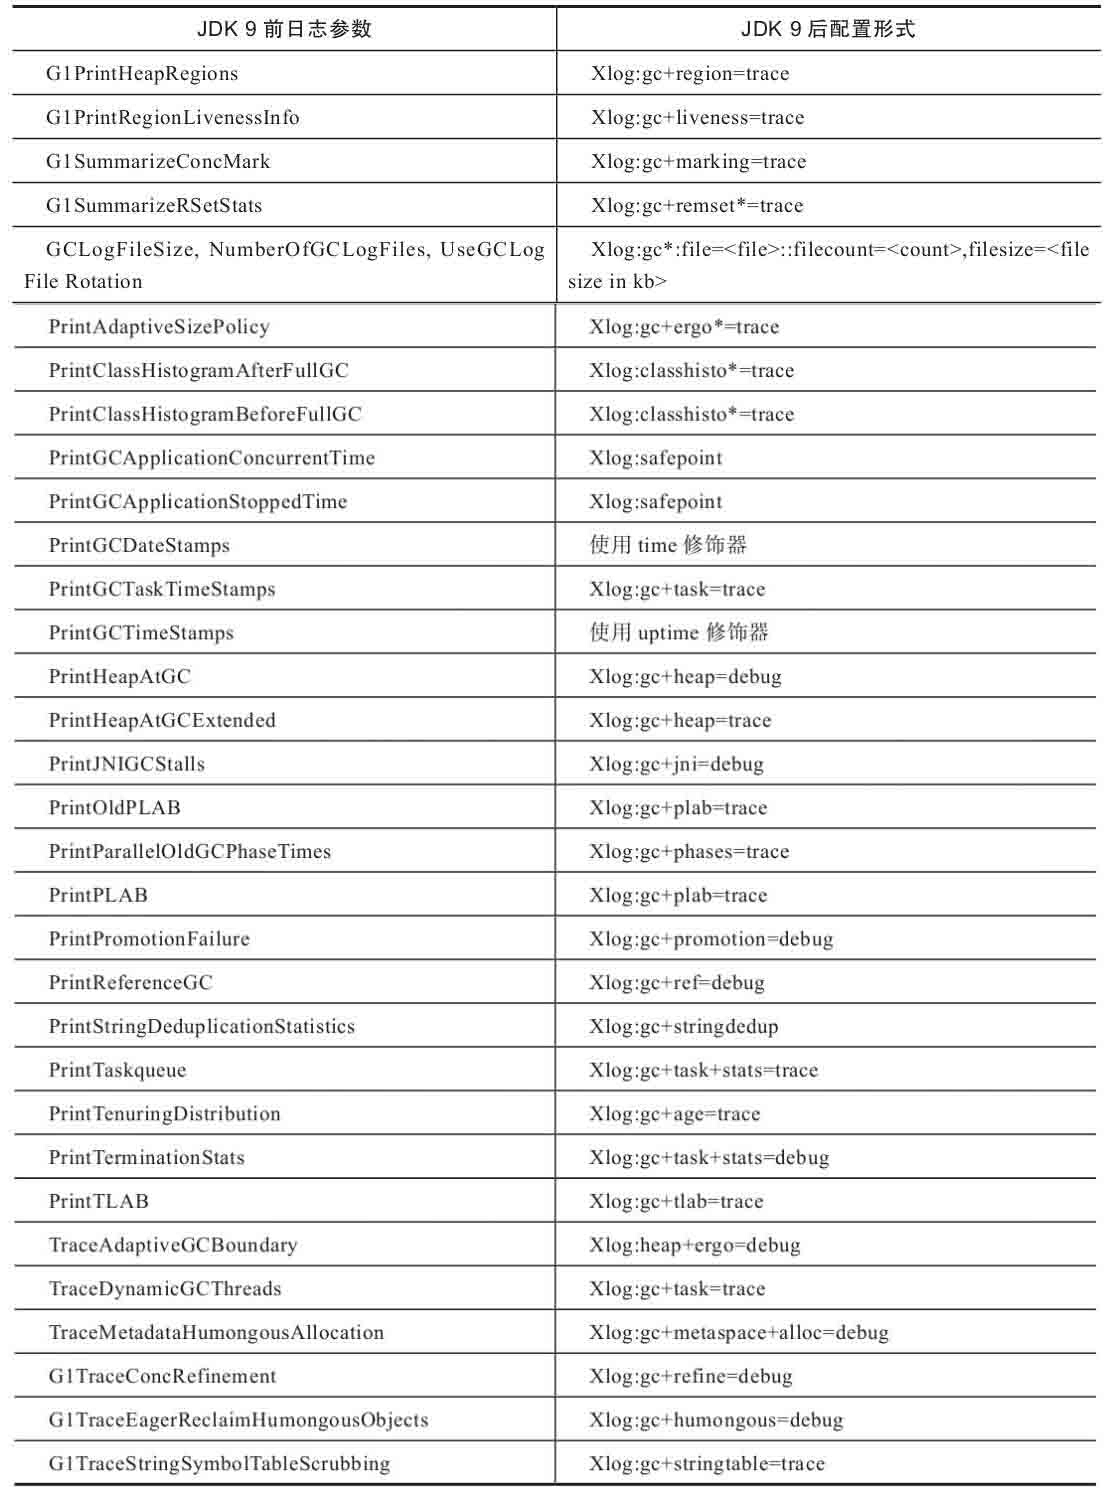 JDK 9 前日志参数 JDK 9 后配置形式
G1PrintHeapRegions Xlog:gc+region=trace
G1PrintRegionLivenessInfo Xlog:gc+liveness=trace
G1SummarizeConcMark Xlog:gc+marking=trace
G1SummarizeRSetStats Xlog:gc+remset*=trace
GCLogFileSize, NumberOfGCLogFiles, UseGCLog Xlog:gc*:file=<file>::filecount=<count>,filesize=<file
File Rotation size in kb>
PrintAdaptiveSizePolicy Xlog:gc+ergo*=trace
PrintClassHistogramAfterFullGC Xlog:classhisto*=trace
PrintClassHistogramBeforeFullGC Xlog:classhisto*=trace
PrintGCApplicationConcurrentTime Xlog:safepoint
PrintGCApplicationStoppedTime Xlog:safepoint
PrintGCDateStamps 使用 time 修饰器
PrintGCTaskTimeStamps Xlog:gc+task=trace
PrintGCTimeStamps 使用 uptime 修饰器
PrintHeapAtGC Xlog:gc+heap=debug
PrintHeapAtGCExtended Xlog:gc+heap=trace
PrintJNIGCStalls Xlog:gc+jni=debug
PrintOldPLAB Xlog:gc+plab=trace
PrintParallelOldGCPhaseTimes Xlog:gc+phases=trace
PrintPLAB Xlog:gc+plab=trace
PrintPromotionFailure Xlog:gc+promotion=debug
PrintReferenceGC Xlog:gc+ref=debug
PrintStringDeduplicationStatistics Xlog:gc+stringdedup
PrintTaskqueue Xlog:gc+task+stats=trace
PrintTenuringDistribution Xlog:gc+age=trace
PrintTerminationStats Xlog:gc+task+stats=debug
PrintTLAB Xlog:gc+tlab=trace
TraceAdaptiveGCBoundary Xlog:heap+ergo=debug
TraceDynamicGCThreads Xlog:gc+task=trace
TraceMetadataHumongousAllocation Xlog:gc+metaspace+alloc=debug
G1TraceConcRefinement Xlog:gc+refine=debug
G1TraceEagerReclaimHumongousObjects Xlog:gc+humongous=debug
G1TraceStringSymbolTableScrubbing Xlog:gc+stringtable=trace